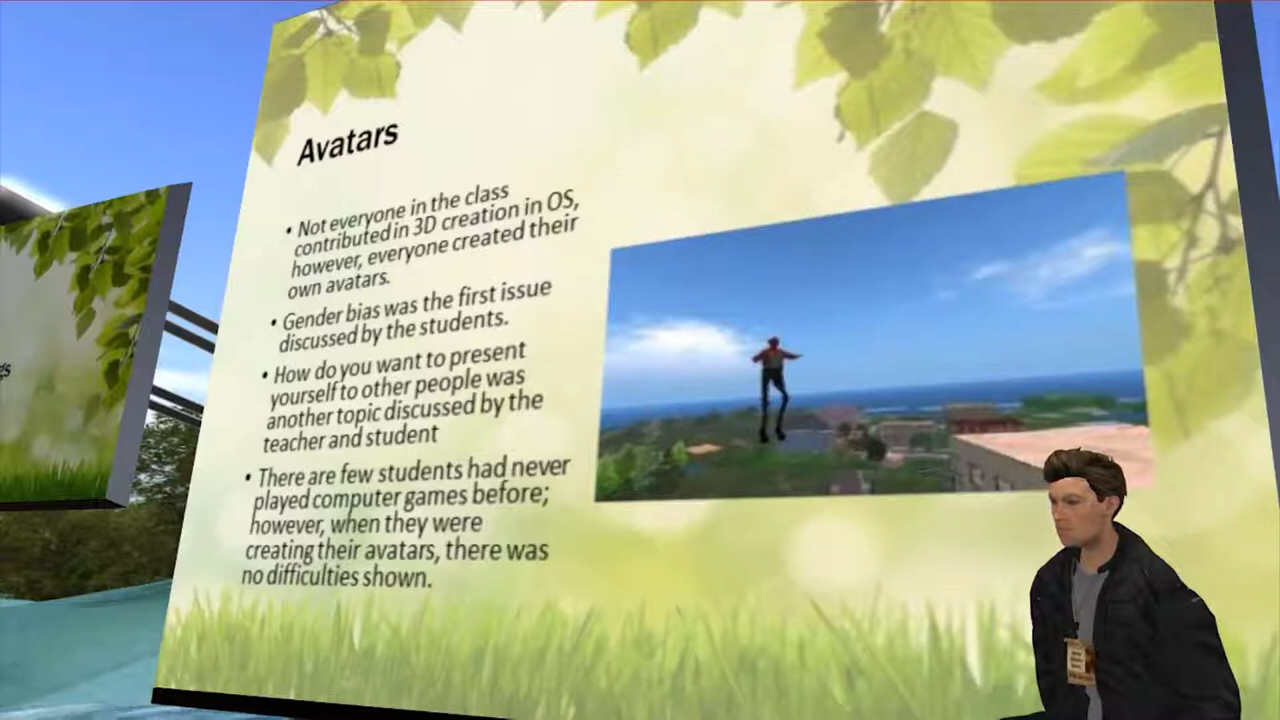 Avatars
• Not everyone in the class
contributed in 3D creation in OS,
however, everyone created their
own avatars.
• Gender bias was the first issue
discussed by the students.
• How do you want to present
yourself to other people was
another topic discussed by the
teacher and student
• There are few students had never
played computer games before;
however, when they were
creating their avatars, there was
no difficulties shown.